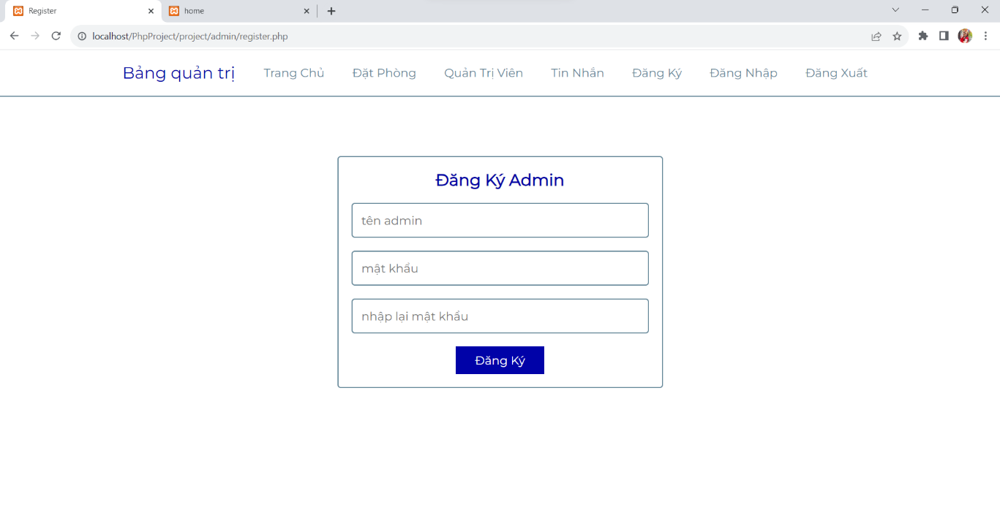 Register
home
localhost/PhpProject/project/admin/register.php
Bảng quản trị Trang Chủ Đặt Phòng Quản Trị Viên Tin Nhắn Đăng Ký Đăng Nhập Đăng Xuất
Đăng Ký Admin
tên admin
mật khẩu
nhập lại mật khẩu
Đăng Ký